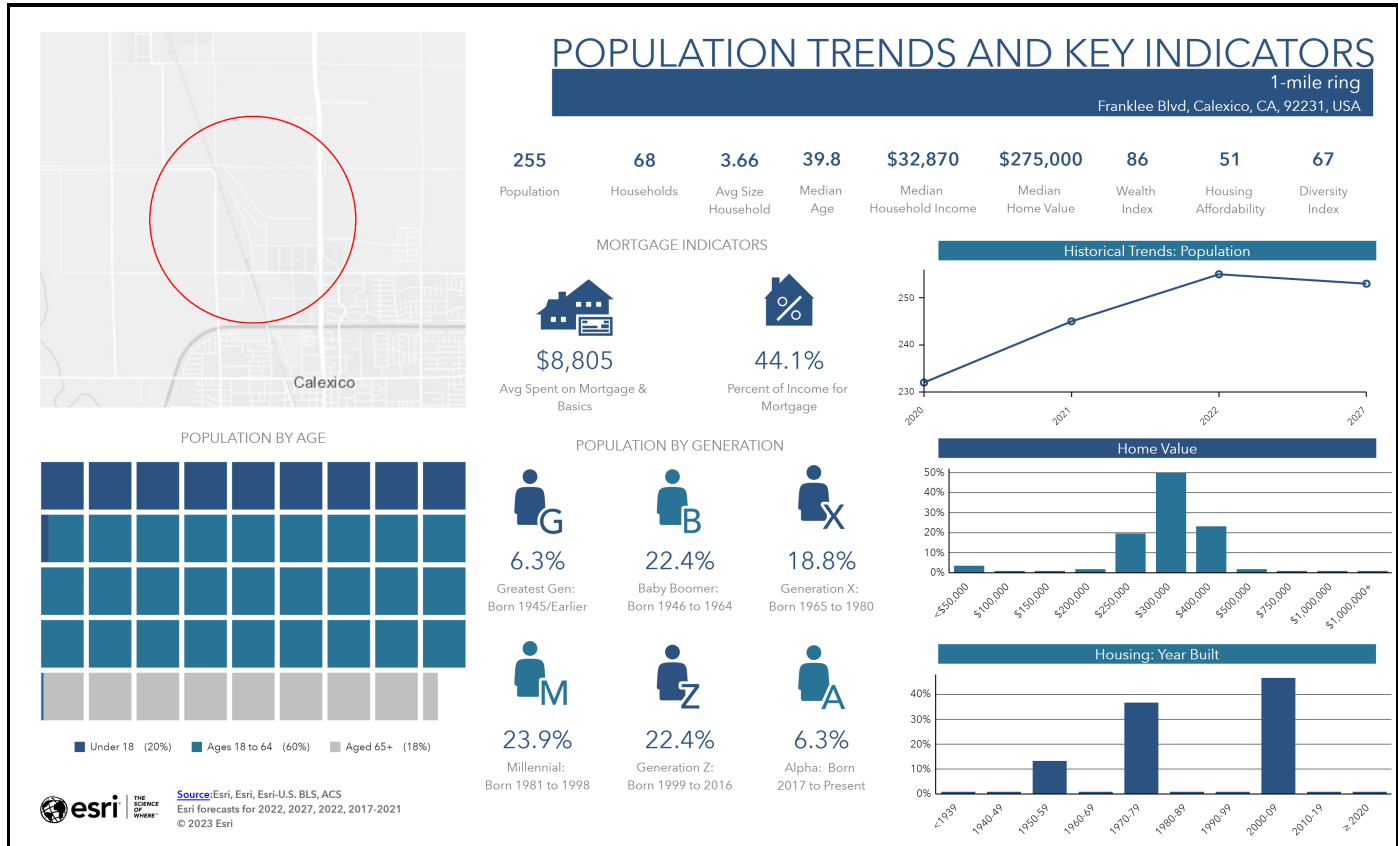 POPULATION TRENDS AND KEY INDICATORS
1-mile ring
Franklee Blvd, Calexico, CA, 92231, USA
Calexico
255
Population
68
Households
3.66
Avg Size
Household
39.8
Median
Age
$32,870
Median
Household Income
$275,000
Median
Home Value
86
Wealth
Index
51
Housing
Affordability
67
Diversity
Index
MORTGAGE INDICATORS
$8,805
Avg Spent on Mortgage &
Basics
44.1%
Percent of Income for
Mortgage
Historical Trends: Population
250
240
230
2020
2021
2022
2027
POPULATION BY AGE
Under 18 (20%)
Ages 18 to 64 (60%)
Aged 65+ (18%)
POPULATION BY GENERATION
G
6.3%
Greatest Gen:
Born 1945/Earlier
B
22.4%
Baby Boomer:
Born 1946 to 1964
X
18.8%
Generation X:
Born 1965 to 1980
M
23.9%
Millennial:
Born 1981 to 1998
Z
22.4%
Generation Z:
Born 1999 to 2016
A
6.3%
Alpha: Born
2017 to Present
Home Value
50%
40%
30%
20%
10%
0%
<$50,000
$100,000
$150,000
$200,000
$250,000
$300,000
$400,000
$500,000
$750,000
$1,000,000
$1,000,000+
Housing: Year Built
40%
30%
20%
10%
0%
<1939
1940-49
1950-59
1960-69
1970-79
1980-89
1990-99
2000-09
2010-19
≥ 2020
esri
THE
SCIENCE
OF
WHERE™
Source:Esri, Esri, Esri-U.S. BLS, ACS
Esri forecasts for 2022, 2027, 2022, 2017-2021
© 2023 Esri